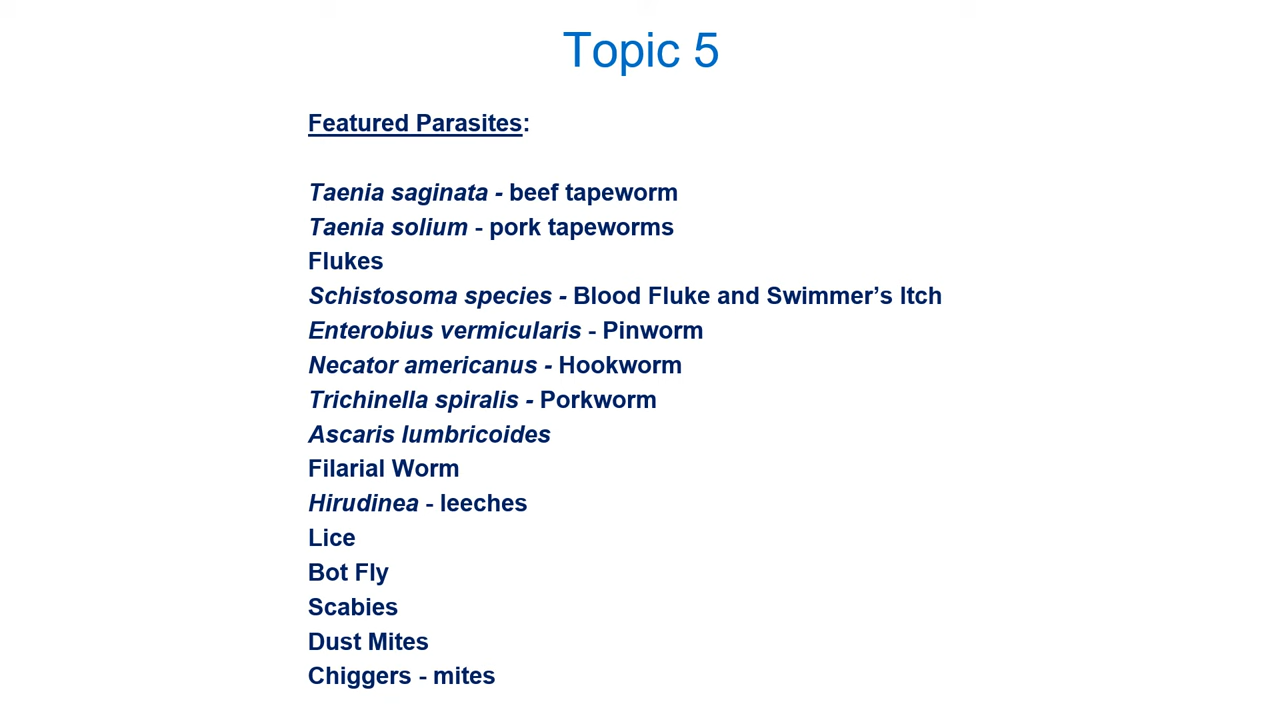 Topic 5
Featured Parasites:
Taenia saginata - beef tapeworm
Taenia solium - pork tapeworms
Flukes
Schistosoma species - Blood Fluke and Swimmer’s Itch
Enterobius vermicularis - Pinworm
Necator americanus - Hookworm
Trichinella spiralis - Porkworm
Ascaris lumbricoides
Filarial Worm
Hirudinea - leeches
Lice
Bot Fly
Scabies
Dust Mites
Chiggers - mites